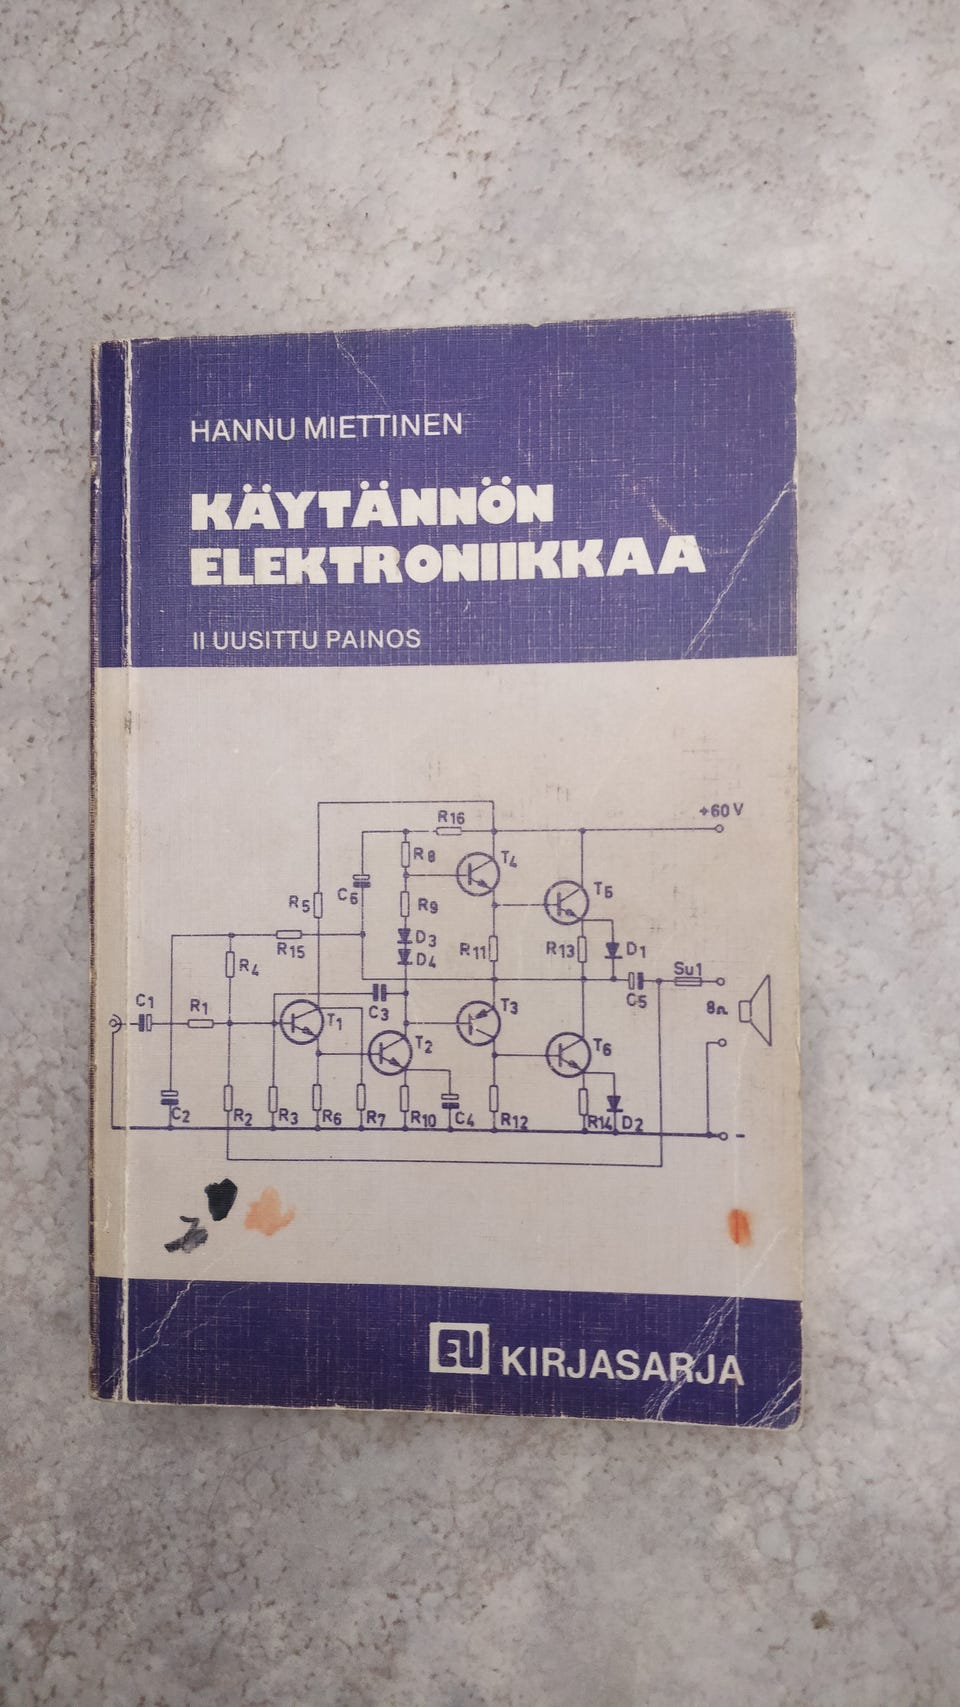 HANNU MIETTINEN
KÄYTÄNNÖN
ELEKTRONIIKKAA
II UUSITTU PAINOS
+60 V
R16
R8
T4
C6
R5
R9
T5
R15
D3
R11
R13
D1
R4
D4
Su1
C1
R1
C3
C5
8Ω
T1
T3
T2
T6
C2
R2
R3
R6
R7
R10
C4
R12
R14
D2
-
EU KIRJASARJA